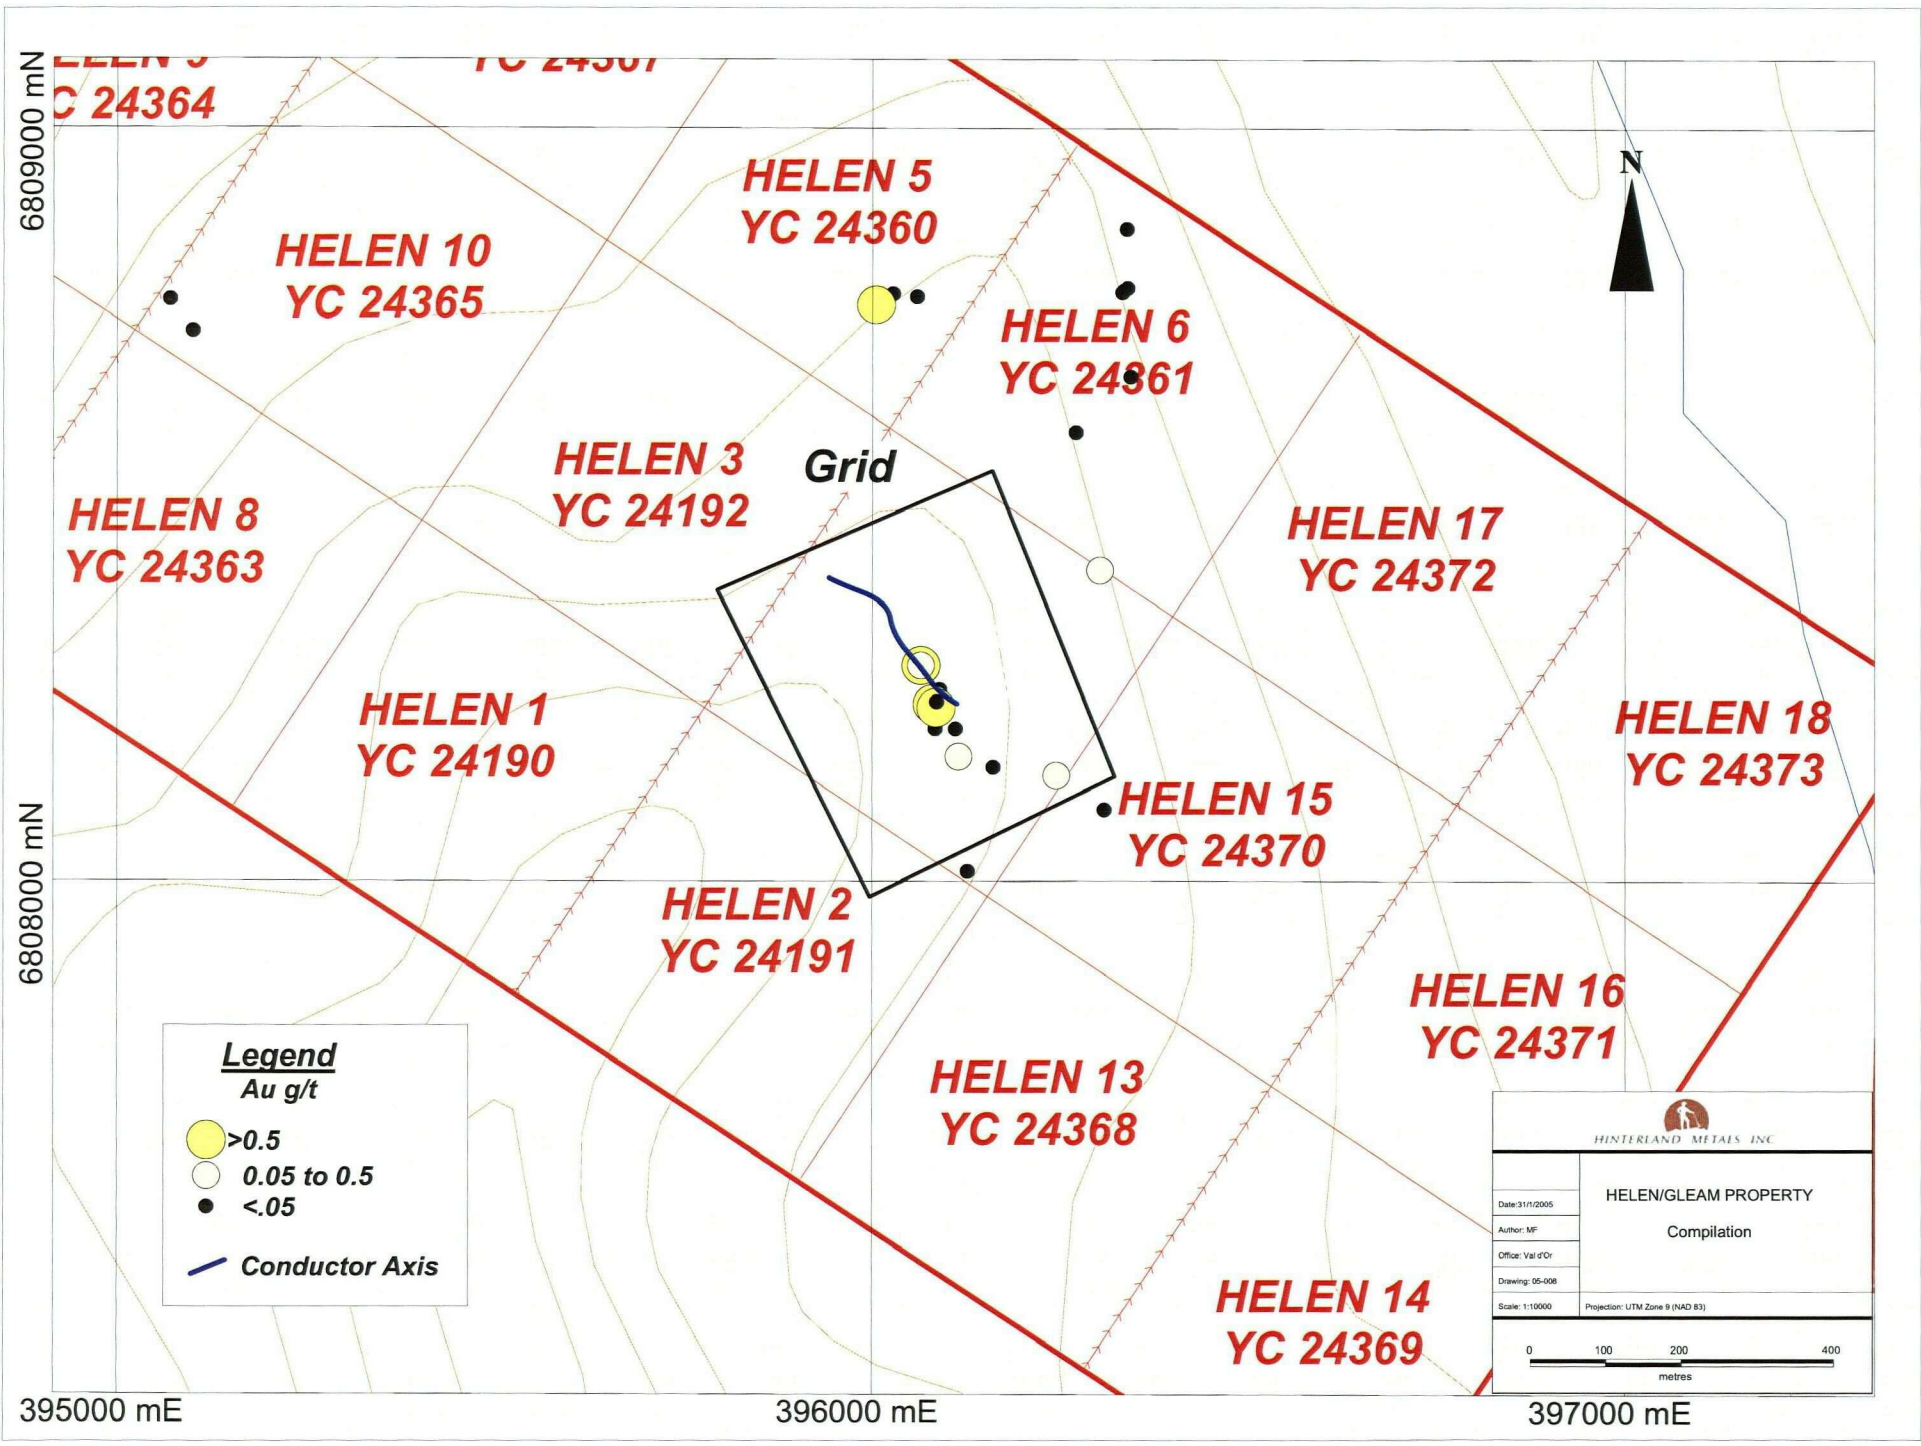 6809000 mN
C 24364
HELEN 5
YC 24360
HELEN 10
YC 24365
N
HELEN 6
YC 24361
HELEN 3
YC 24192
Grid
HELEN 8
YC 24363
HELEN 17
YC 24372
HELEN 1
YC 24190
HELEN 18
YC 24373
HELEN 15
YC 24370
6808000 mN
HELEN 2
YC 24191
HELEN 16
YC 24371
HELEN 13
YC 24368
HELEN 14
YC 24369
Legend
Au g/t
>0.5
0.05 to 0.5
<.05
Conductor Axis
HINTERLAND METALS INC
HELEN/GLEAM PROPERTY
Compilation
Date:31/1/2005
Author: MF
Office: Val d'Or
Drawing: 05-008
Scale: 1:10000
Projection: UTM Zone 9 (NAD 83)
0 100 200 400
metres
395000 mE
396000 mE
397000 mE